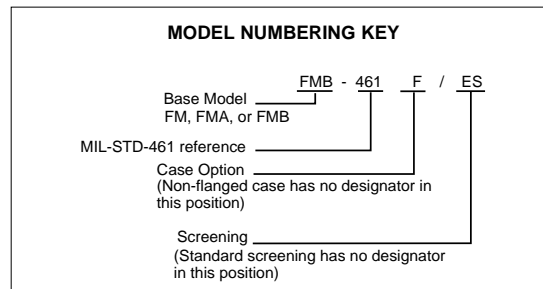 MODEL NUMBERING KEY
FMB - 461 F / ES
Base Model
FM, FMA, or FMB
MIL-STD-461 reference
Case Option
(Non-flanged case has no designator in
this position)
Screening
(Standard screening has no designator
in this position)